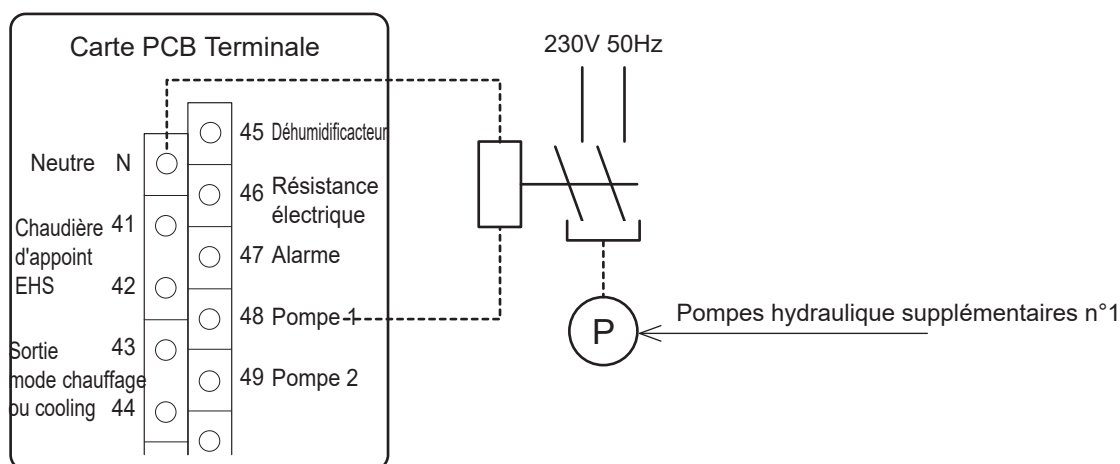 Carte PCB Terminale
230V 50Hz
45 Déhumidificacteur
Neutre N
46 Résistance
électrique
Chaudière
d'appoint
EHS
41
42
47 Alarme
48 Pompe 1
Pompes hydraulique supplémentaires n°1
P
Sortie
mode chauffage
ou cooling
43
44
49 Pompe 2